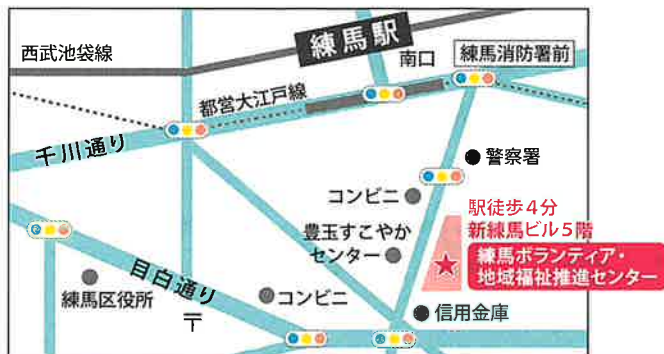 西武池袋線
練馬駅
南口
練馬消防署前
都営大江戸線
千川通り
警察署
コンビニ
駅徒歩4分
新練馬ビル5階
豊玉すこやか
センター
練馬ボランティア・
地域福祉推進センター
目白通り
練馬区役所
〒
コンビニ
信用金庫